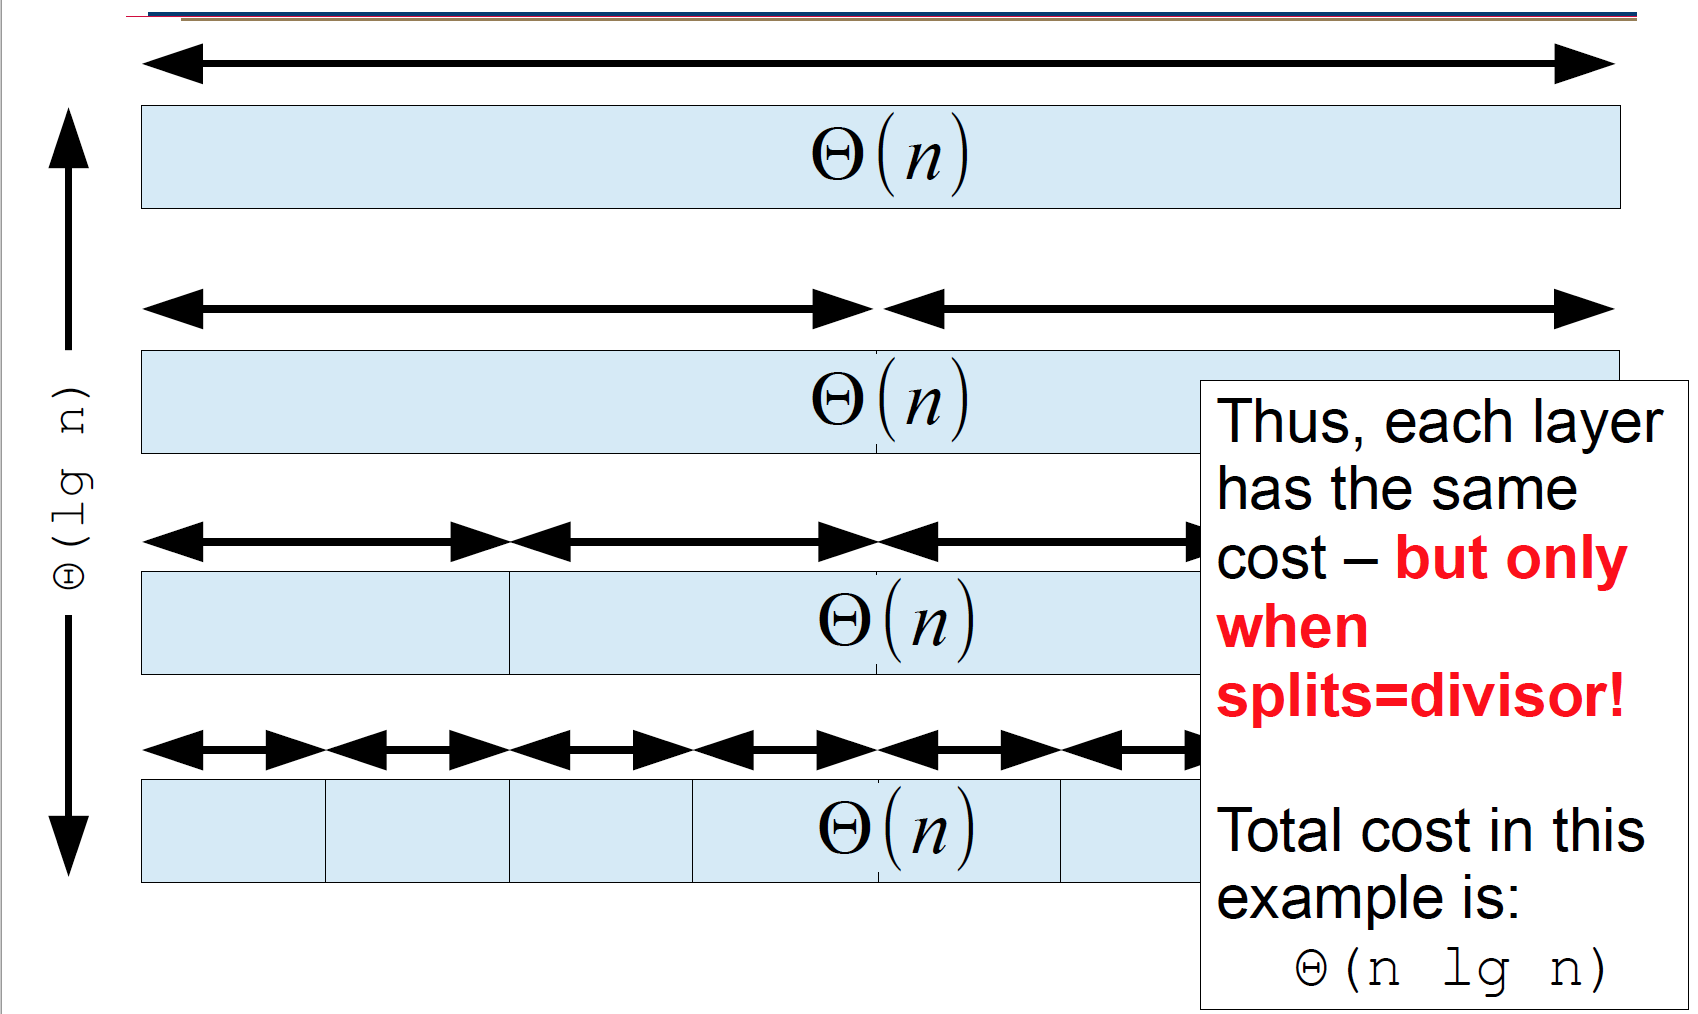 Θ(n)
Θ(lg n)
Θ(n)
Θ(n)
Θ(n)
Thus, each layer
has the same
cost – but only
when
splits=divisor!
Total cost in this
example is:
Θ(n lg n)